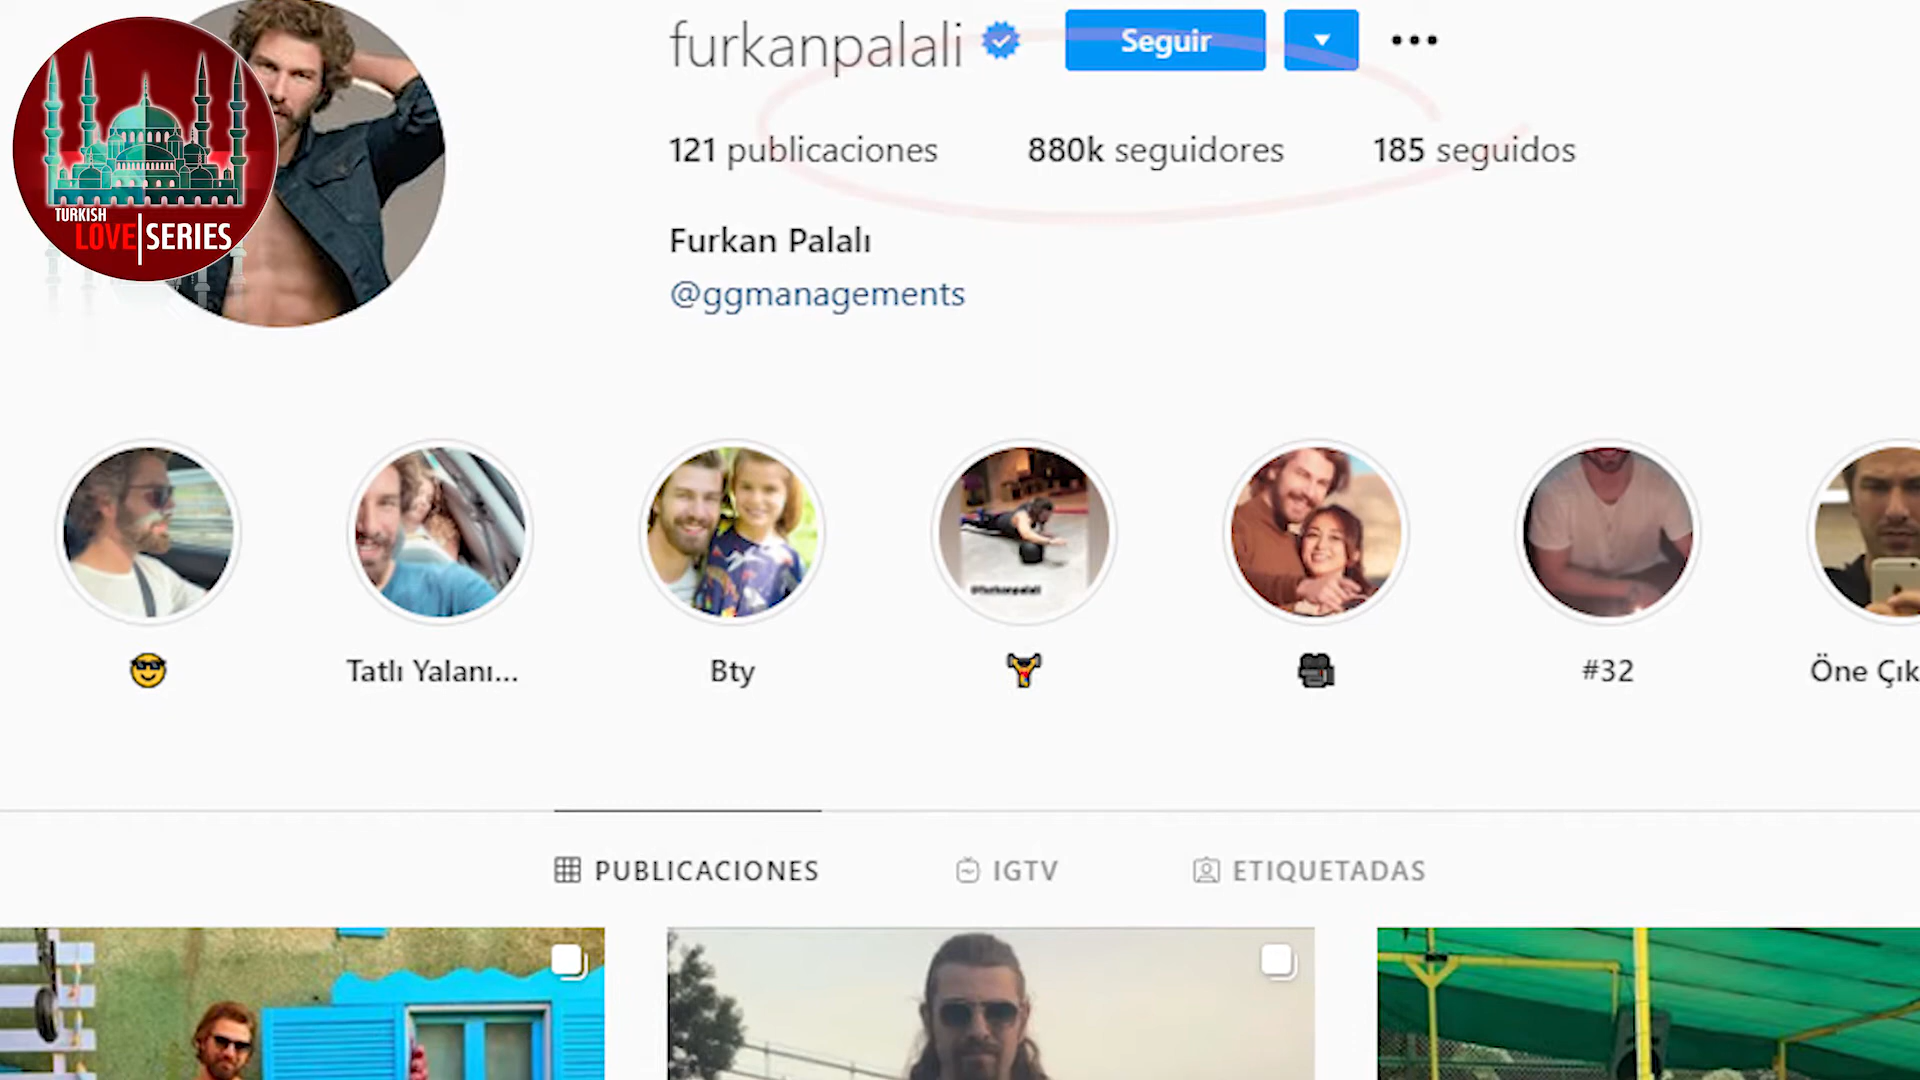 TURKISH
LOVE SERIES
furkanpalali
Seguir
121 publicaciones
880k seguidores
185 seguidos
Furkan Palalı
@ggmanagements
Tatlı Yalanı...
Bty
@furkanpalali
#32
Öne Çık
PUBLICACIONES
IGTV
ETIQUETADAS